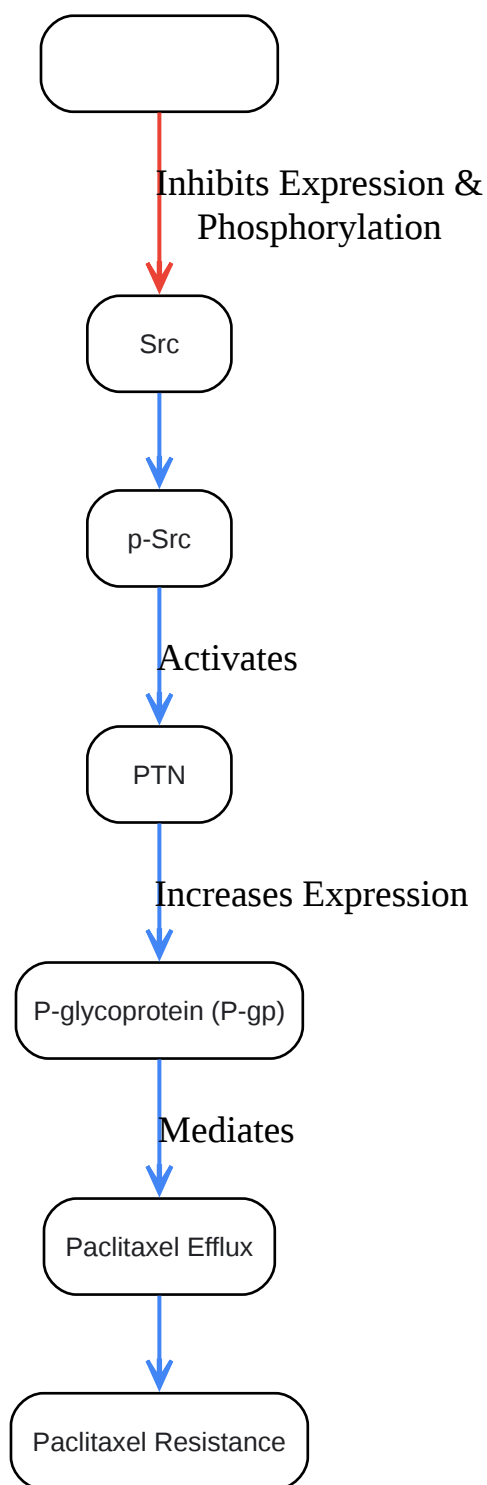 Inhibits Expression &
Phosphorylation
Src
p-Src
Activates
PTN
Increases Expression
P-glycoprotein (P-gp)
Mediates
Paclitaxel Efflux
Paclitaxel Resistance